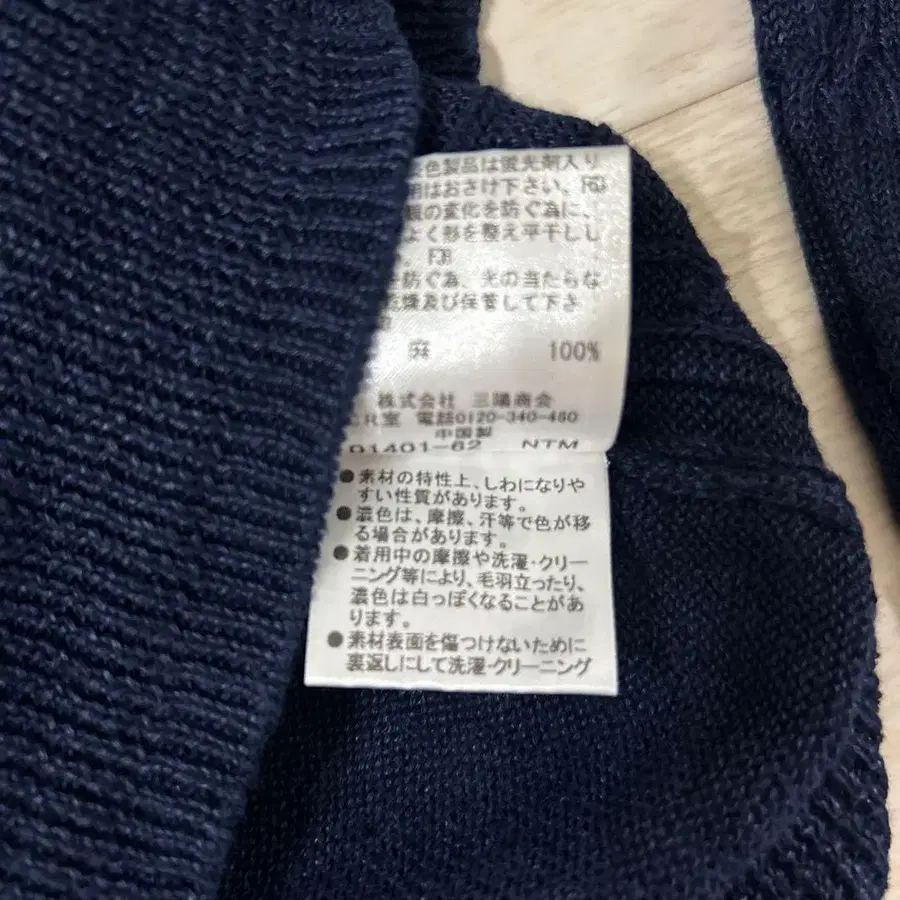 色製品は蛍光剤入り
用はおさけ下さい。
の変化を防ぐ為に、
よく形を整え平干しし
防ぐ為、光の当たらな
乾燥及び保管して下さ
麻 100%
株式会社 三陽商会
R室 電話0120-340-460
中国製
01401-62 NTM
●素材の特性上、しわになりや
すい性質があります。
●濃色は、摩擦、汗等で色が移
る場合があります。
●着用中の摩擦や洗濯・クリー
ニング等により、毛羽立ったり、
濃色は白っぽくなることがあ
ります。
●素材表面を傷つけないために
裏返しにして洗濯・クリーニング